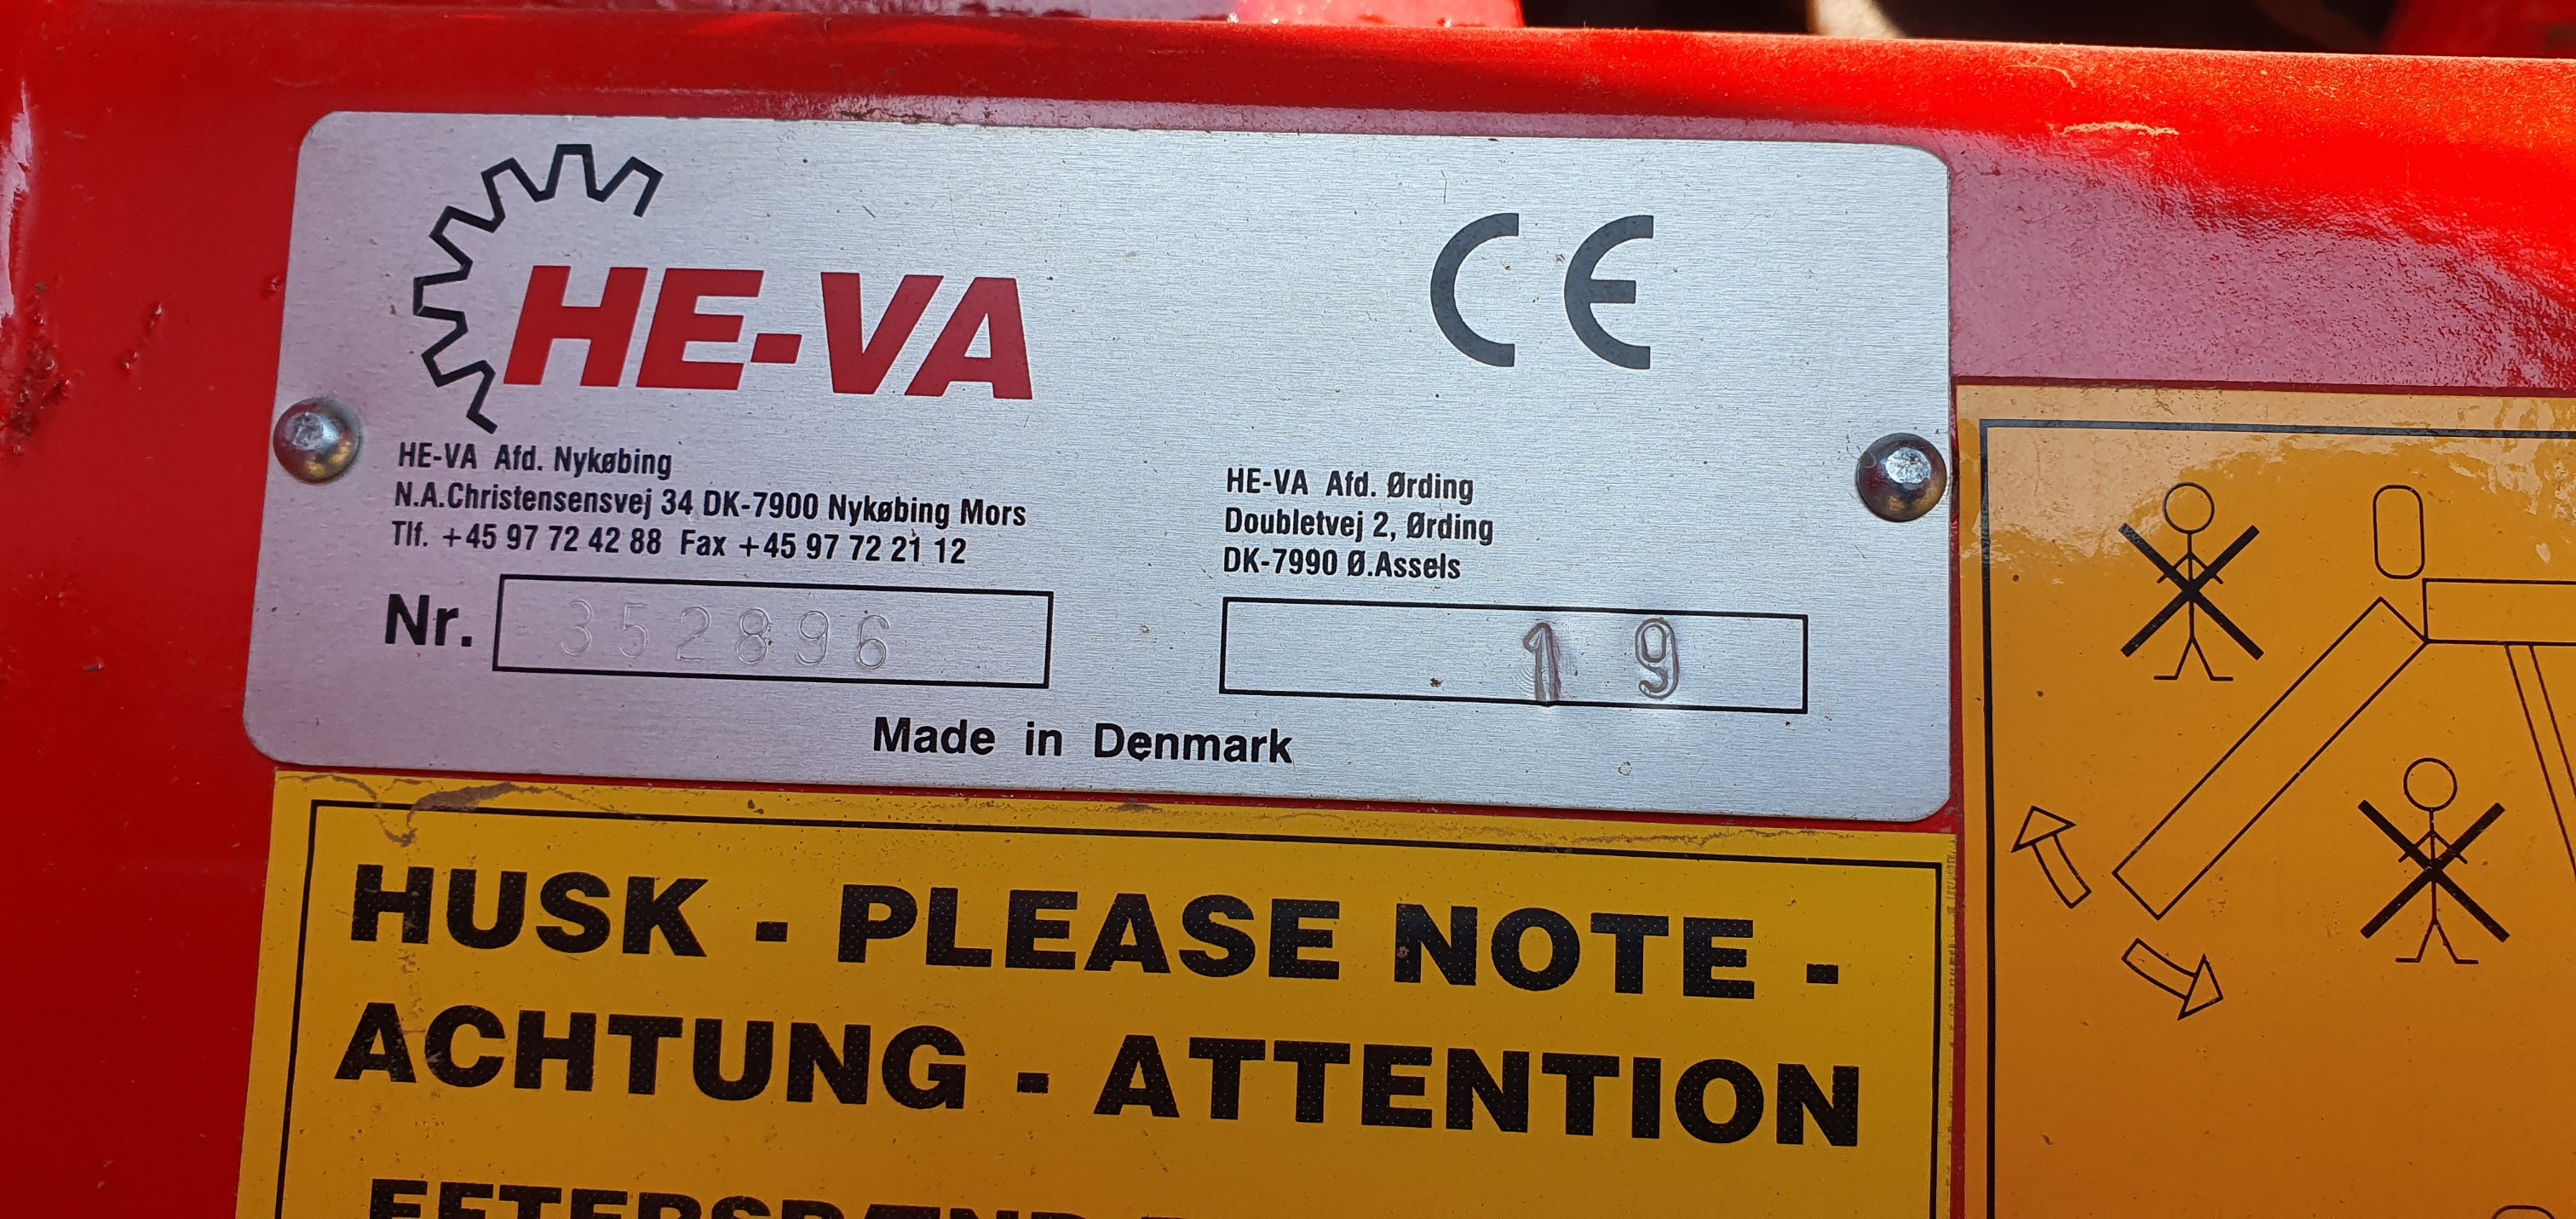 HE-VA
CE
HE-VA Afd. Nykøbing
N.A.Christensensvej 34 DK-7900 Nykøbing Mors
Tlf. +45 97 72 42 88 Fax +45 97 72 21 12
HE-VA Afd. Ørding
Doubletvej 2, Ørding
DK-7990 Ø.Assels
Nr. 352896
19
Made in Denmark
HUSK - PLEASE NOTE -
ACHTUNG - ATTENTION